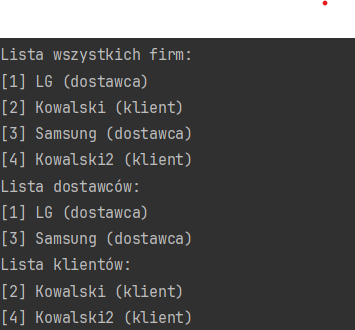 Lista wszystkich firm:
[1] LG (dostawca)
[2] Kowalski (klient)
[3] Samsung (dostawca)
[4] Kowalski2 (klient)
Lista dostawców:
[1] LG (dostawca)
[3] Samsung (dostawca)
Lista klientów:
[2] Kowalski (klient)
[4] Kowalski2 (klient)